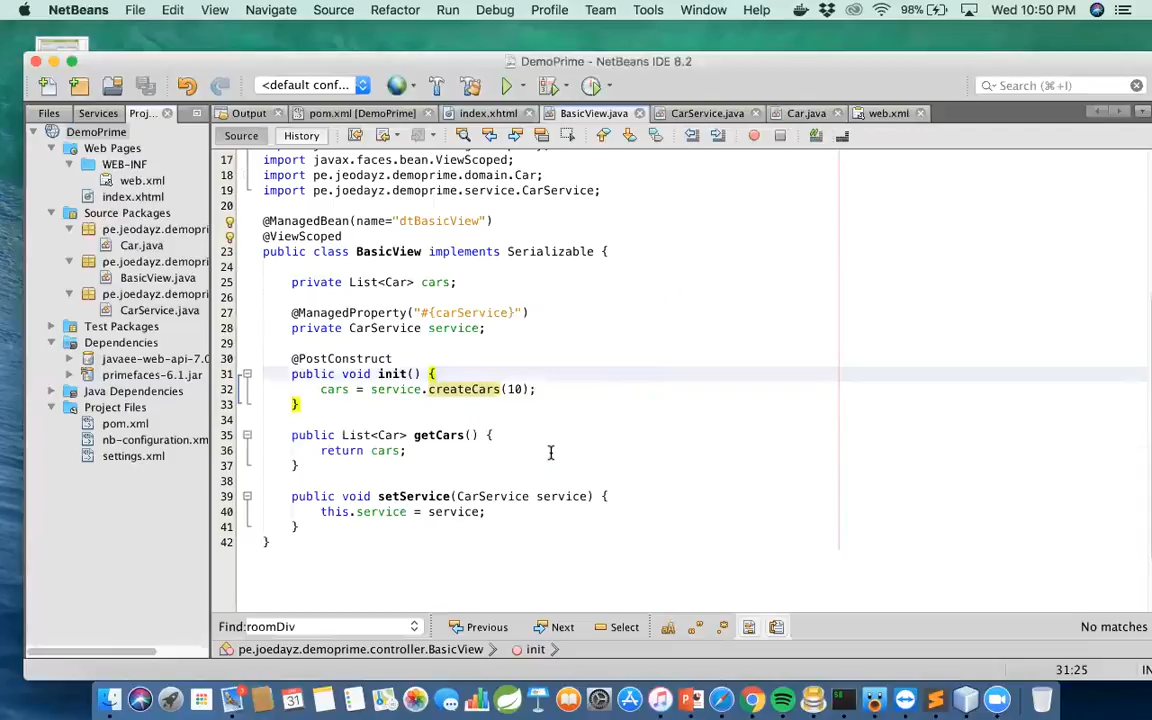 NetBeans File Edit View Navigate Source Refactor Run Debug Profile Team Tools Window Help 98% Wed 10:50 PM
DemoPrime - NetBeans IDE 8.2
<default conf... Search (⌘+I)
Files Services Proj... Output pom.xml [DemoPrime] index.xhtml BasicView.java CarService.java Car.java web.xml
DemoPrime
Web Pages
WEB-INF
web.xml
index.xhtml
Source Packages
pe.jeodayz.demopri
Car.java
pe.joedayz.demopri
BasicView.java
pe.joedayz.demopri
CarService.java
Test Packages
Dependencies
javaee-web-api-7.0
primefaces-6.1.jar
Java Dependencies
Project Files
pom.xml
nb-configuration.xm
settings.xml
Source History
17 import javax.faces.bean.ViewScoped;
18 import pe.jeodayz.demoprime.domain.Car;
19 import pe.joedayz.demoprime.service.CarService;
20
@ManagedBean(name="dtBasicView")
@ViewScoped
23 public class BasicView implements Serializable {
24
25 private List<Car> cars;
26
27 @ManagedProperty("#{carService}")
28 private CarService service;
29
30 @PostConstruct
31 public void init() {
32 cars = service.createCars(10);
33 }
34
35 public List<Car> getCars() {
36 return cars;
37 }
38
39 public void setService(CarService service) {
40 this.service = service;
41 }
42 }
Find: roomDiv Previous Next Select No matches
pe.joedayz.demoprime.controller.BasicView init
31:25 IN